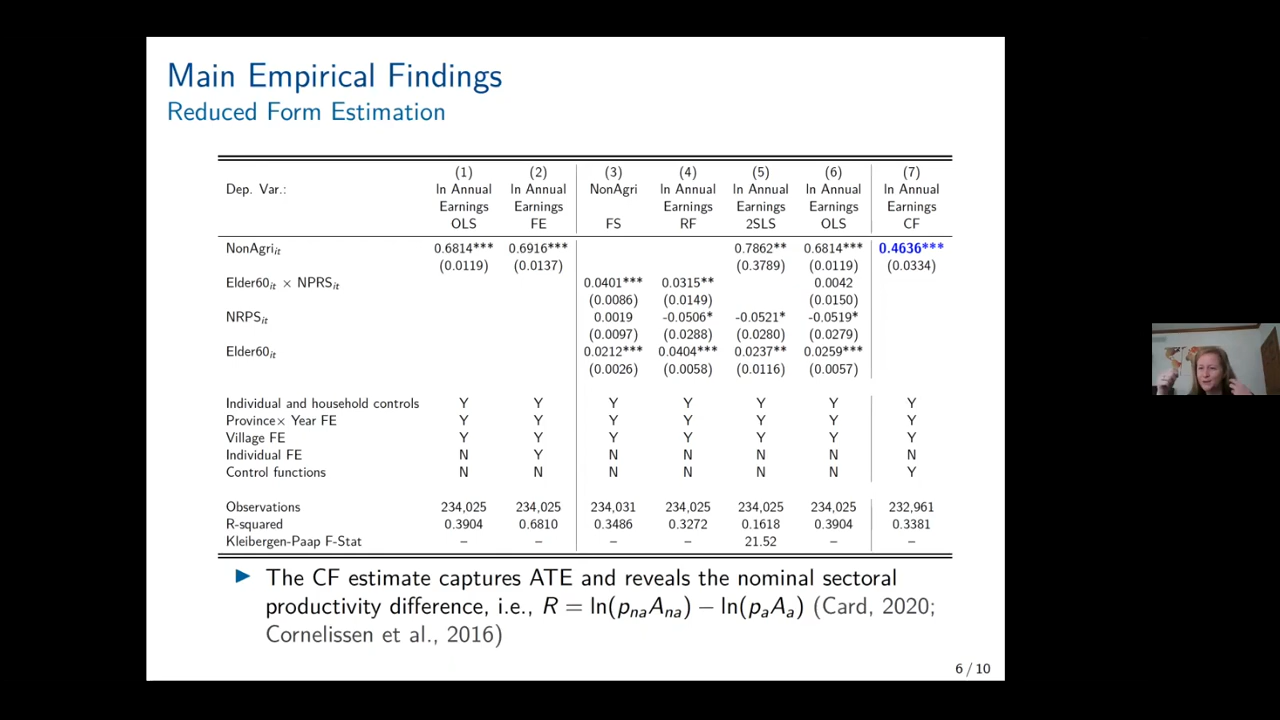 Main Empirical Findings
Reduced Form Estimation
(1) (2) (3) (4) (5) (6) (7)
Dep. Var.: ln Annual ln Annual NonAgri ln Annual ln Annual ln Annual ln Annual
Earnings Earnings Earnings Earnings Earnings Earnings
OLS FE FS RF 2SLS OLS CF
NonAgri_it 0.6814*** 0.6916*** 0.7862** 0.6814*** 0.4636***
(0.0119) (0.0137) (0.3789) (0.0119) (0.0334)
Elder60_it × NPRS_it 0.0401*** 0.0315** 0.0042
(0.0086) (0.0149) (0.0150)
NRPS_it 0.0019 -0.0506* -0.0521* -0.0519*
(0.0097) (0.0288) (0.0280) (0.0279)
Elder60_it 0.0212*** 0.0404*** 0.0237** 0.0259***
(0.0026) (0.0058) (0.0116) (0.0057)
Individual and household controls Y Y Y Y Y Y Y
Province× Year FE Y Y Y Y Y Y Y
Village FE Y Y Y Y Y Y Y
Individual FE N Y N N N N N
Control functions N N N N N N Y
Observations 234,025 234,025 234,031 234,025 234,025 234,025 232,961
R-squared 0.3904 0.6810 0.3486 0.3272 0.1618 0.3904 0.3381
Kleibergen-Paap F-Stat – – – – 21.52 – –
The CF estimate captures ATE and reveals the nominal sectoral
productivity difference, i.e., R = ln(p_na A_na) − ln(p_a A_a) (Card, 2020;
Cornelissen et al., 2016)
6 / 10